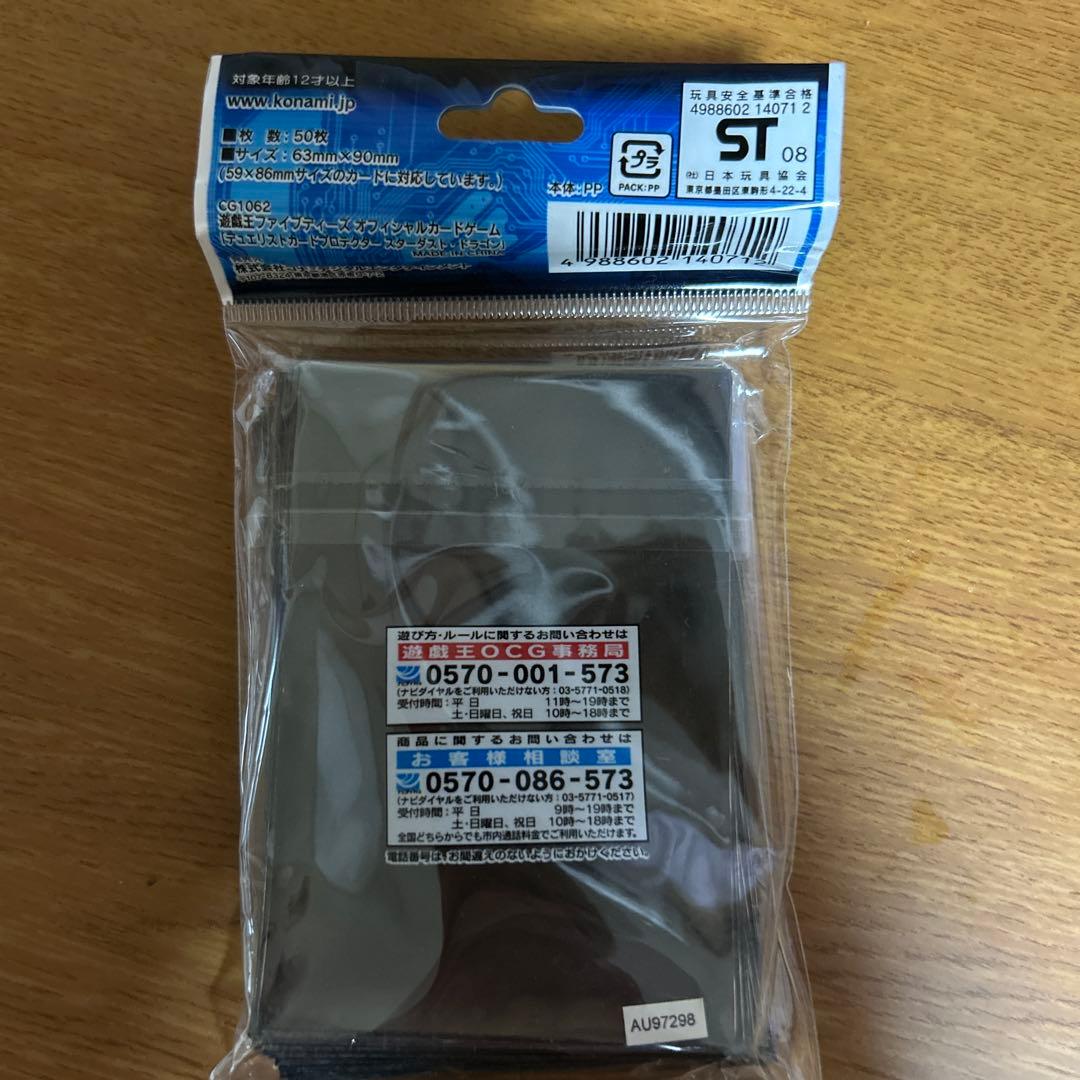 対象年齢12才以上
www.konami.jp
■枚 数：50枚
■サイズ：63mm×90mm
(59×86mmサイズのカードに対応しています。)
CG1062
遊戯王ファイブディーズ オフィシャルカードゲーム
「デュエリストカードプロテクター スターダスト・ドラゴン」
MADE IN CHINA
株式会社
本体：PP
プラ
PACK:PP
玩具安全基準合格
4988602 14071 2
ST 08
(社)日本玩具協会
東京都墨田区東駒形4-22-4
4 988602 140712
遊び方・ルールに関するお問い合わせは
遊戯王OCG事務局
0570-001-573
(ナビダイヤルをご利用いただけない方：03-5771-0518)
受付時間：平 日 11時〜19時まで
土・日曜日、祝日 10時〜18時まで
商品に関するお問い合わせは
お客様相談室
0570-086-573
(ナビダイヤルをご利用いただけない方：03-5771-0517)
受付時間：平 日 9時〜19時まで
土・日曜日、祝日 10時〜18時まで
全国どちらからでも市内通話料金でご利用いただけます。
電話番号は、お間違えのないようにおかけください。
AU97298